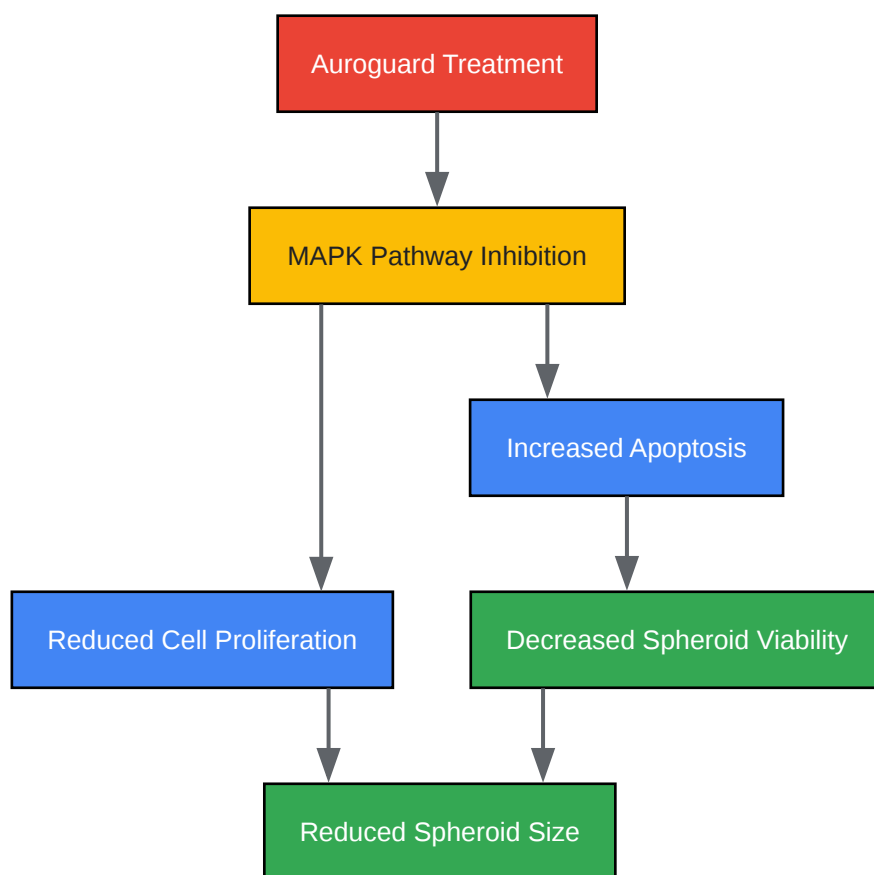 Auroguard Treatment
MAPK Pathway Inhibition
Increased Apoptosis
Reduced Cell Proliferation
Decreased Spheroid Viability
Reduced Spheroid Size